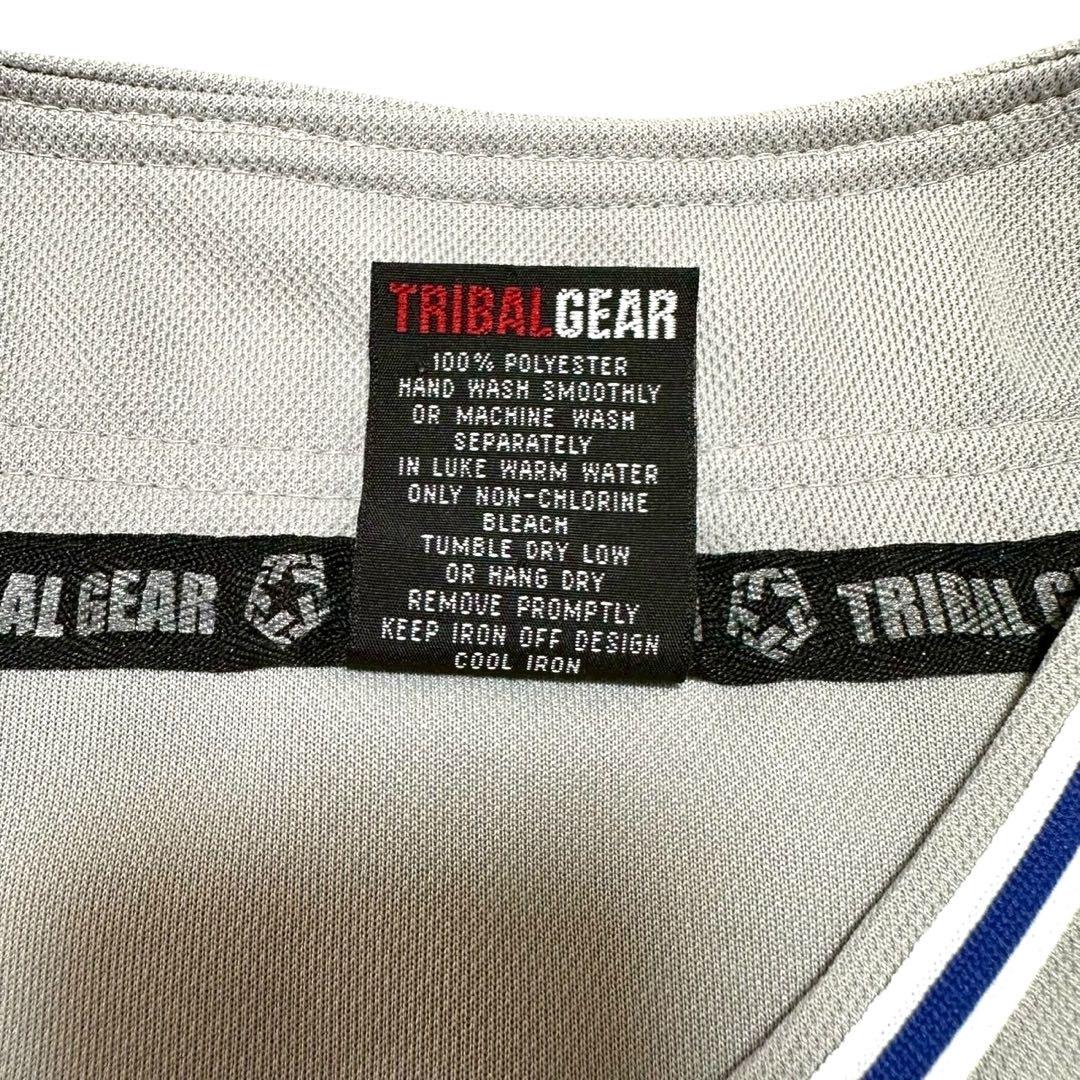 TRIBALGEAR
100% POLYESTER
HAND WASH SMOOTHLY
OR MACHINE WASH
SEPARATELY
IN LUKE WARM WATER
ONLY NON-CHLORINE
BLEACH
TUMBLE DRY LOW
OR HANG DRY
REMOVE PROMPTLY
KEEP IRON OFF DESIGN
COOL IRON
AL GEAR
TRIBAL G